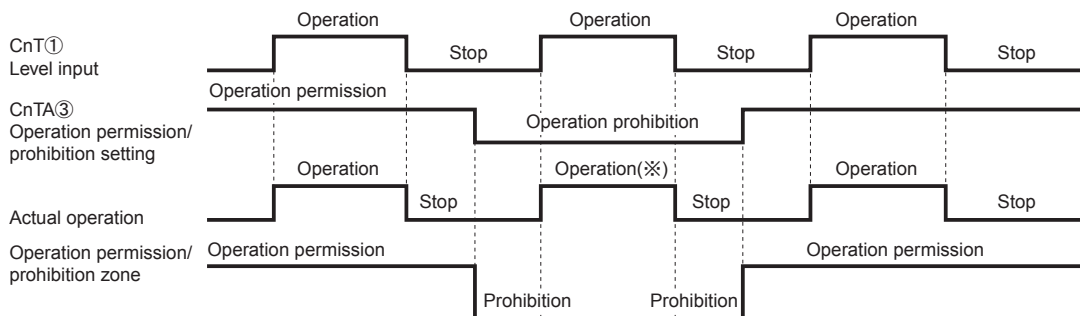 Operation Operation Operation
CnT① Stop Stop Stop
Level input
Operation permission
CnTA③
Operation permission/ Operation prohibition
prohibition setting
Operation Operation(※) Operation
Stop Stop Stop
Actual operation
Operation permission/ Operation permission Operation permission
prohibition zone
Prohibition Prohibition